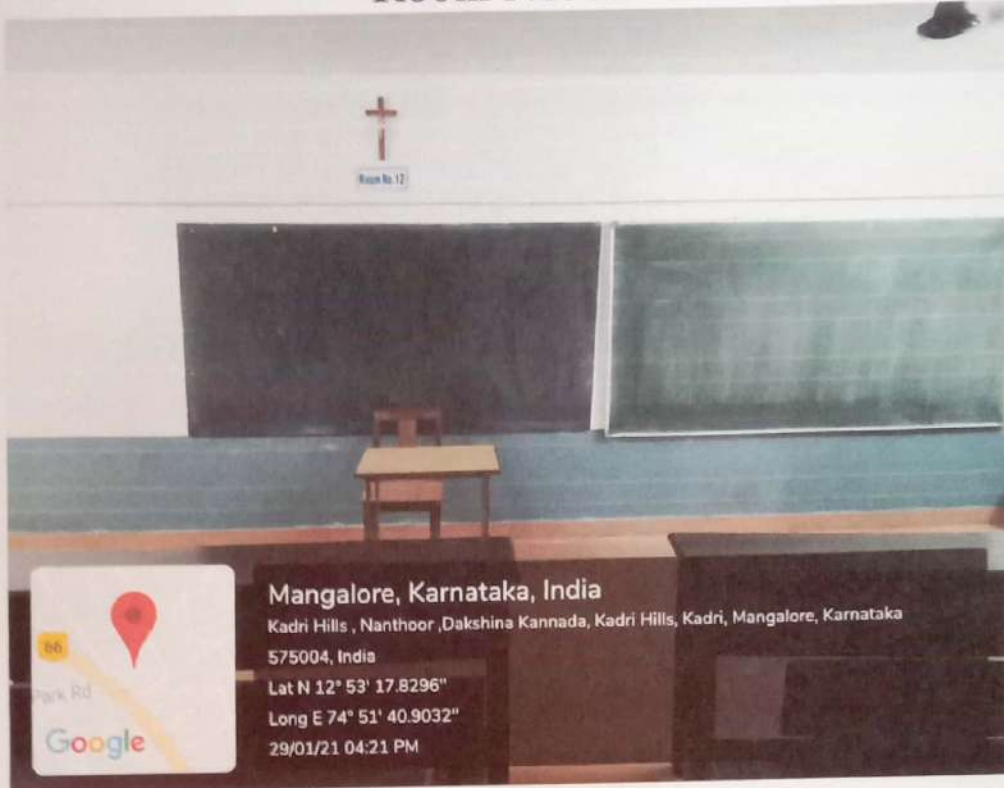 Room No. 12
Mangalore, Karnataka, India
Kadri Hills , Nanthoor ,Dakshina Kannada, Kadri Hills, Kadri, Mangalore, Karnataka
575004, India
Lat N 12° 53' 17.8296"
Long E 74° 51' 40.9032"
29/01/21 04:21 PM
66
Park Rd
Google